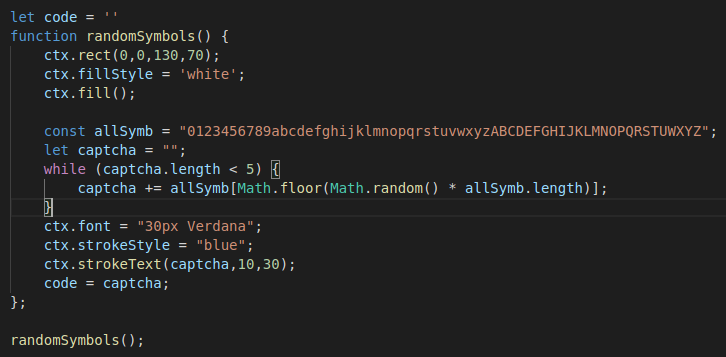 let code = ''
function randomSymbols() {
    ctx.rect(0,0,130,70);
    ctx.fillStyle = 'white';
    ctx.fill();

    const allSymb = "0123456789abcdefghijklmnopqrstuvwxyzABCDEFGHIJKLMNOPQRSTUWXYZ";
    let captcha = "";
    while (captcha.length < 5) {
        captcha += allSymb[Math.floor(Math.random() * allSymb.length)];
    }
    ctx.font = "30px Verdana";
    ctx.strokeStyle = "blue";
    ctx.strokeText(captcha,10,30);
    code = captcha;
};

randomSymbols();